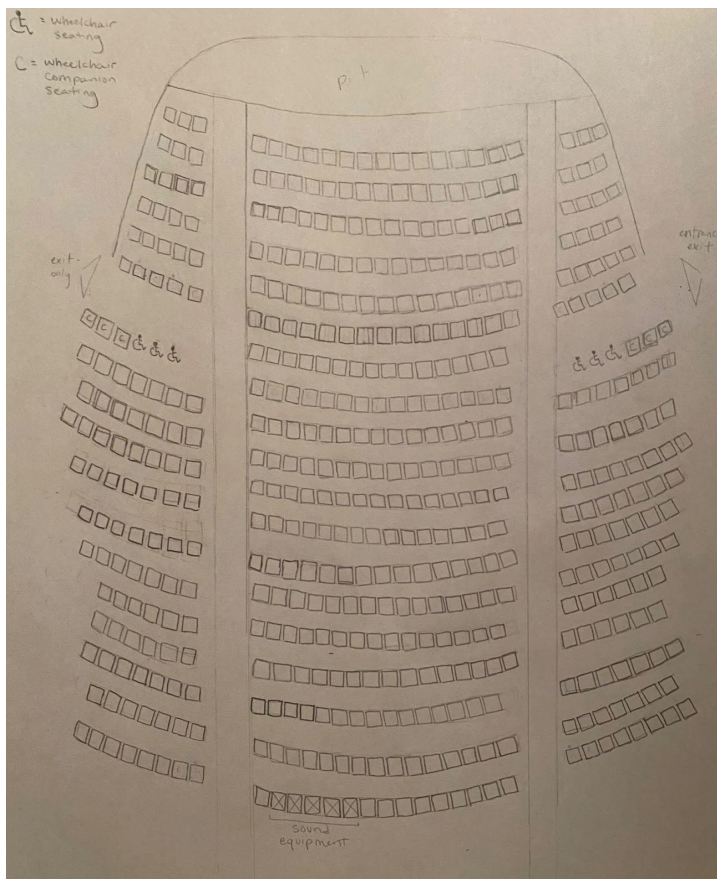 = wheelchair
seating
C = wheelchair
companion
seating
pit
exit
only
entrance
exit
C C C
C C C
sound
equipment